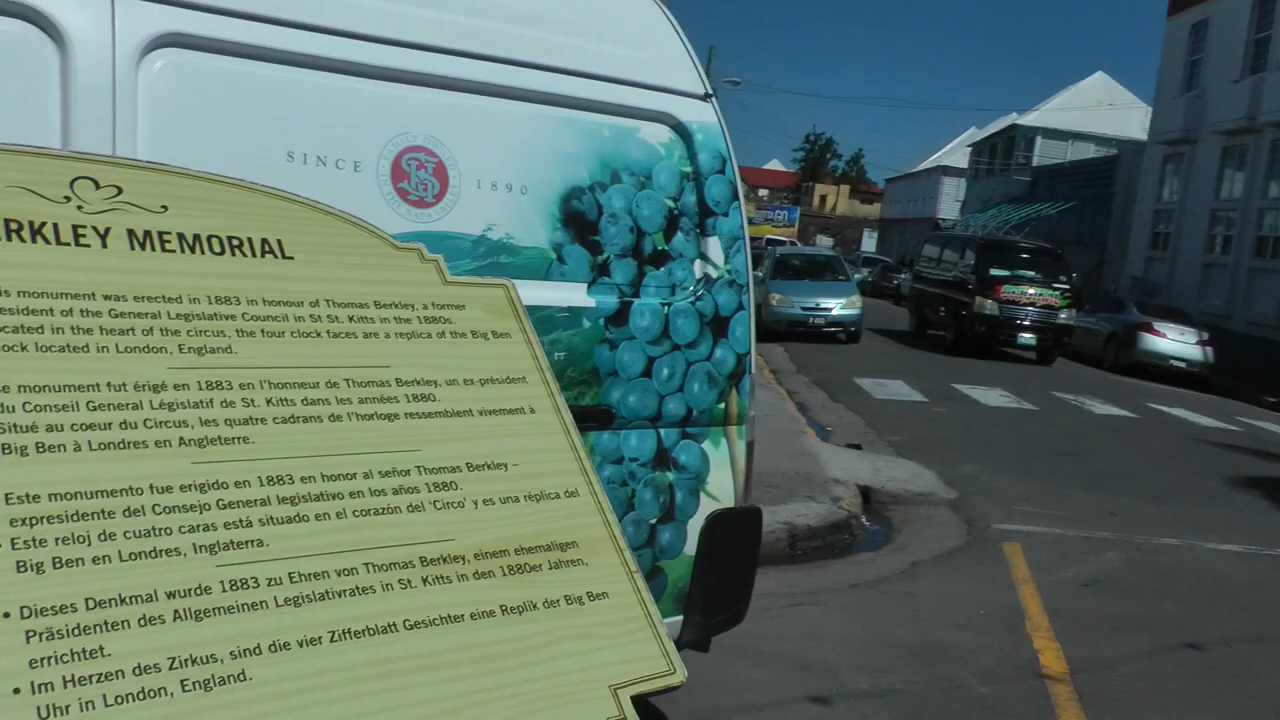 SINCE 1890
BERKLEY MEMORIAL
This monument was erected in 1883 in honour of Thomas Berkley, a former
President of the General Legislative Council in St St. Kitts in the 1880s.
Located in the heart of the circus, the four clock faces are a replica of the Big Ben
clock located in London, England.
Le monument fut érigé en 1883 en l'honneur de Thomas Berkley, un ex-président
du Conseil General Législatif de St. Kitts dans les années 1880.
Situé au coeur du Circus, les quatre cadrans de l'horloge ressemblent vivement à
Big Ben à Londres en Angleterre.
Este monumento fue erigido en 1883 en honor al señor Thomas Berkley –
expresidente del Consejo General legislativo en los años 1880.
• Este reloj de cuatro caras está situado en el corazón del 'Circo' y es una réplica del
Big Ben en Londres, Inglaterra.
• Dieses Denkmal wurde 1883 zu Ehren von Thomas Berkley, einem ehemaligen
Präsidenten des Allgemeinen Legislativrates in St. Kitts in den 1880er Jahren,
errichtet.
• Im Herzen des Zirkus, sind die vier Zifferblatt Gesichter eine Replik der Big Ben
Uhr in London, England.